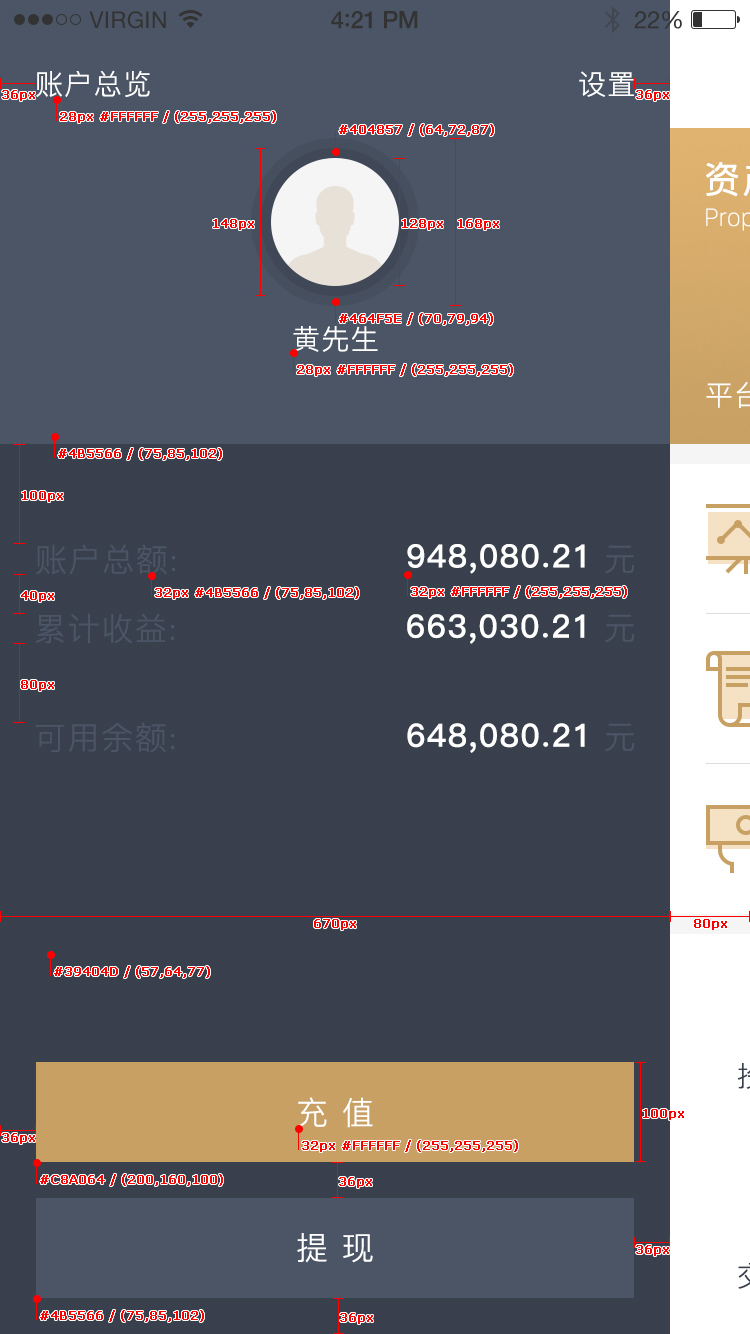 VIRGIN 4:21 PM 22%
账户总览 设置
36px 36px
28px #FFFFFF / (255,255,255)
#404857 / (64,72,87)
资
Prop
148px 128px 168px
#464F5E / (70,79,94)
黄先生
28px #FFFFFF / (255,255,255)
平台
#4B5566 / (75,85,102)
100px
账户总额: 948,080.21 元
40px 32px #4B5566 / (75,85,102) 32px #FFFFFF / (255,255,255)
累计收益: 663,030.21 元
80px
可用余额: 648,080.21 元
670px 80px
#39404D / (57,64,77)
充 值
100px
36px 32px #FFFFFF / (255,255,255)
#C8A064 / (200,160,100) 36px
提 现
36px
#4B5566 / (75,85,102) 36px